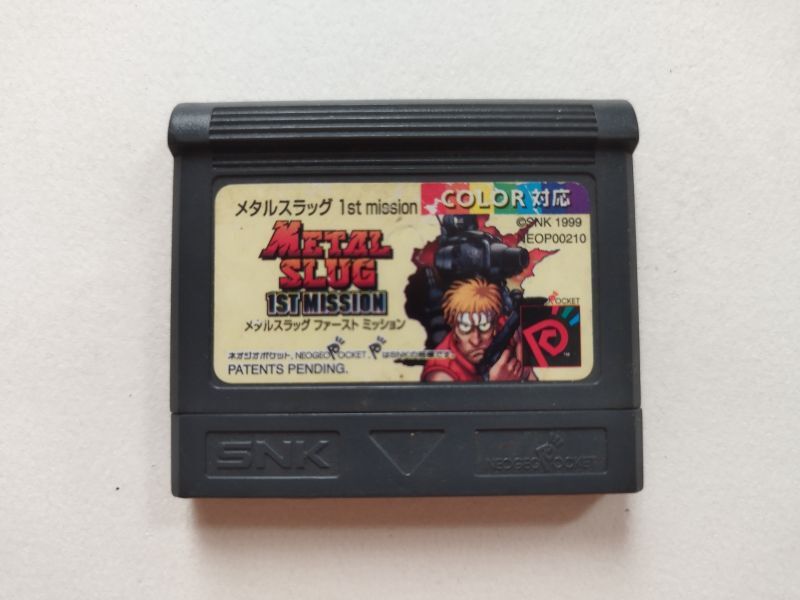 メタルスラッグ 1st mission
COLOR 対応
©SNK 1999
NEOP00210
METAL
SLUG
1ST MISSION
メタルスラッグ ファースト ミッション
POCKET
ネオジオポケット、NEOGEO POCKET、はSNKの商標です。
PATENTS PENDING.
TM
SNK
NEOGEO POCKET